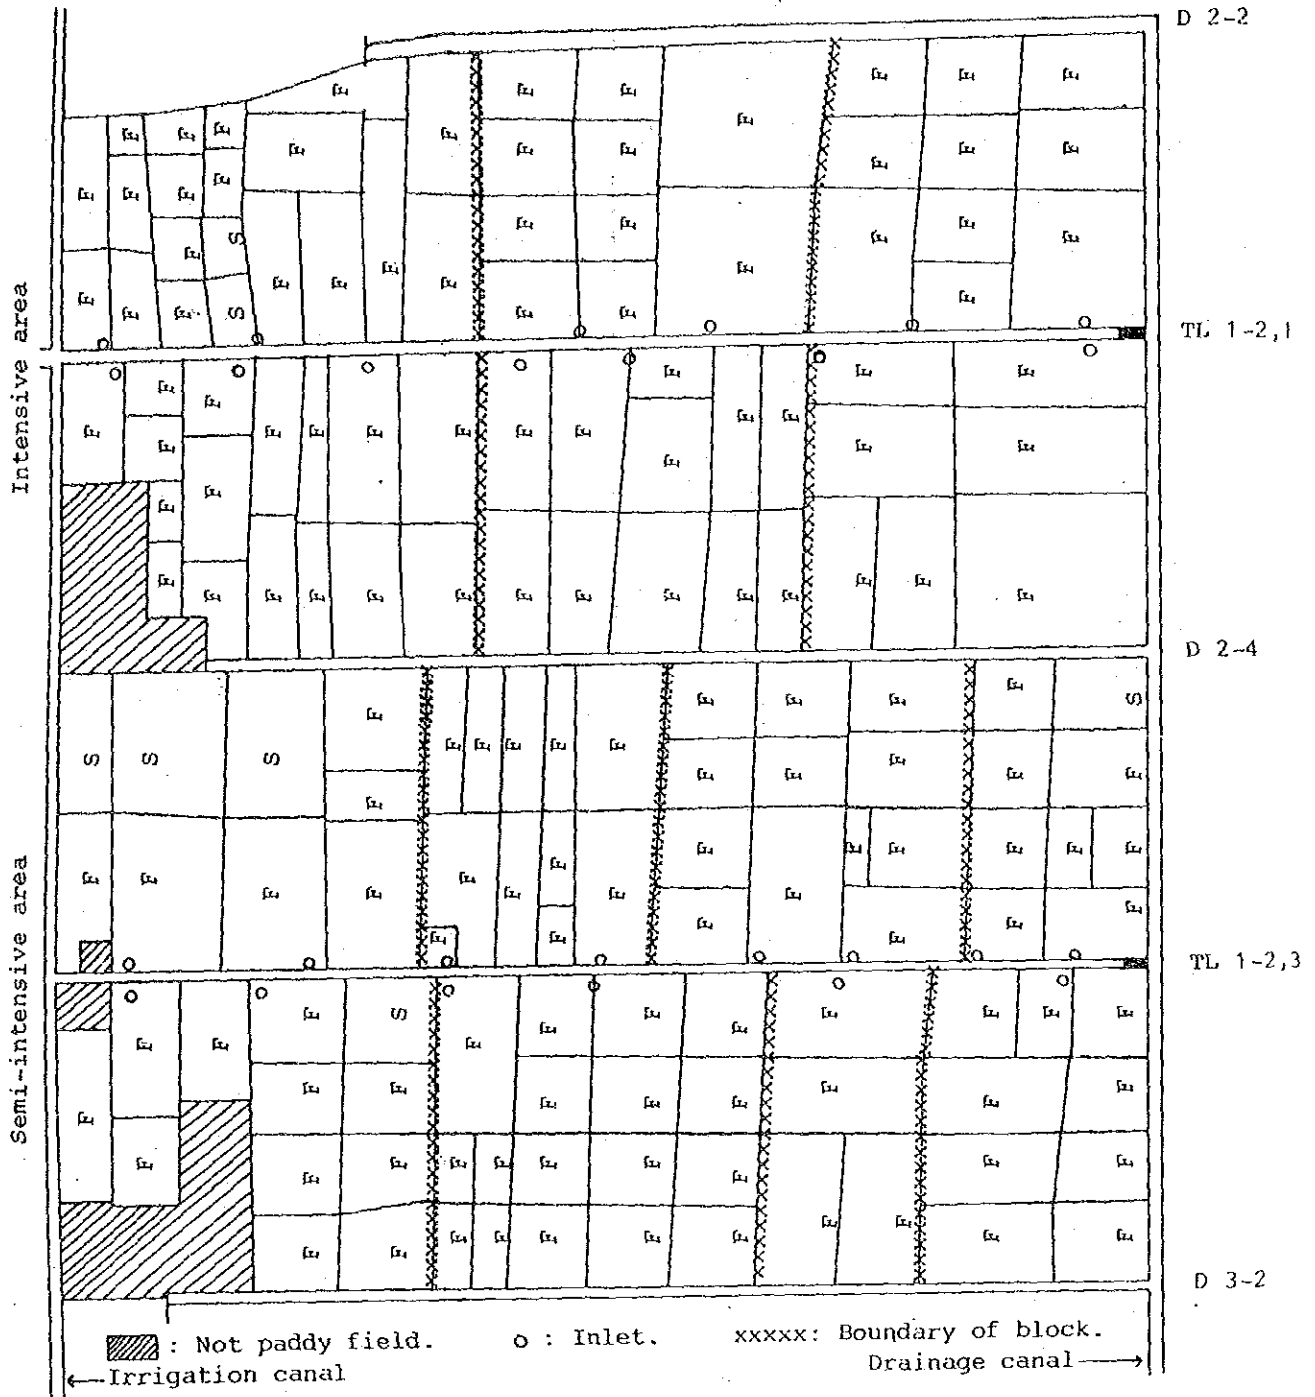 D 2-2
F F F F F F
F F F F F F F F F F F
F F F F
F S F F F F F
F F F S F F F F F F F F
TL 1-2,1
Intensive area
F F F F F
F F F F F F F F F F F F F
F F
F F F F F F F F F F F F F F
D 2-4
F F F F F S
S S S F F F F F F F F F F
F F F F F F F F
F F F F F F F F F
F F F F F
TL 1-2,3
Semi-intensive area
F S F F F F F F F
F F F
F F F F F F F F F
F F F F F F F F F F
F F F F F F F F F F F
D 3-2
: Not paddy field. o : Inlet. xxxxx: Boundary of block.
←Irrigation canal Drainage canal→